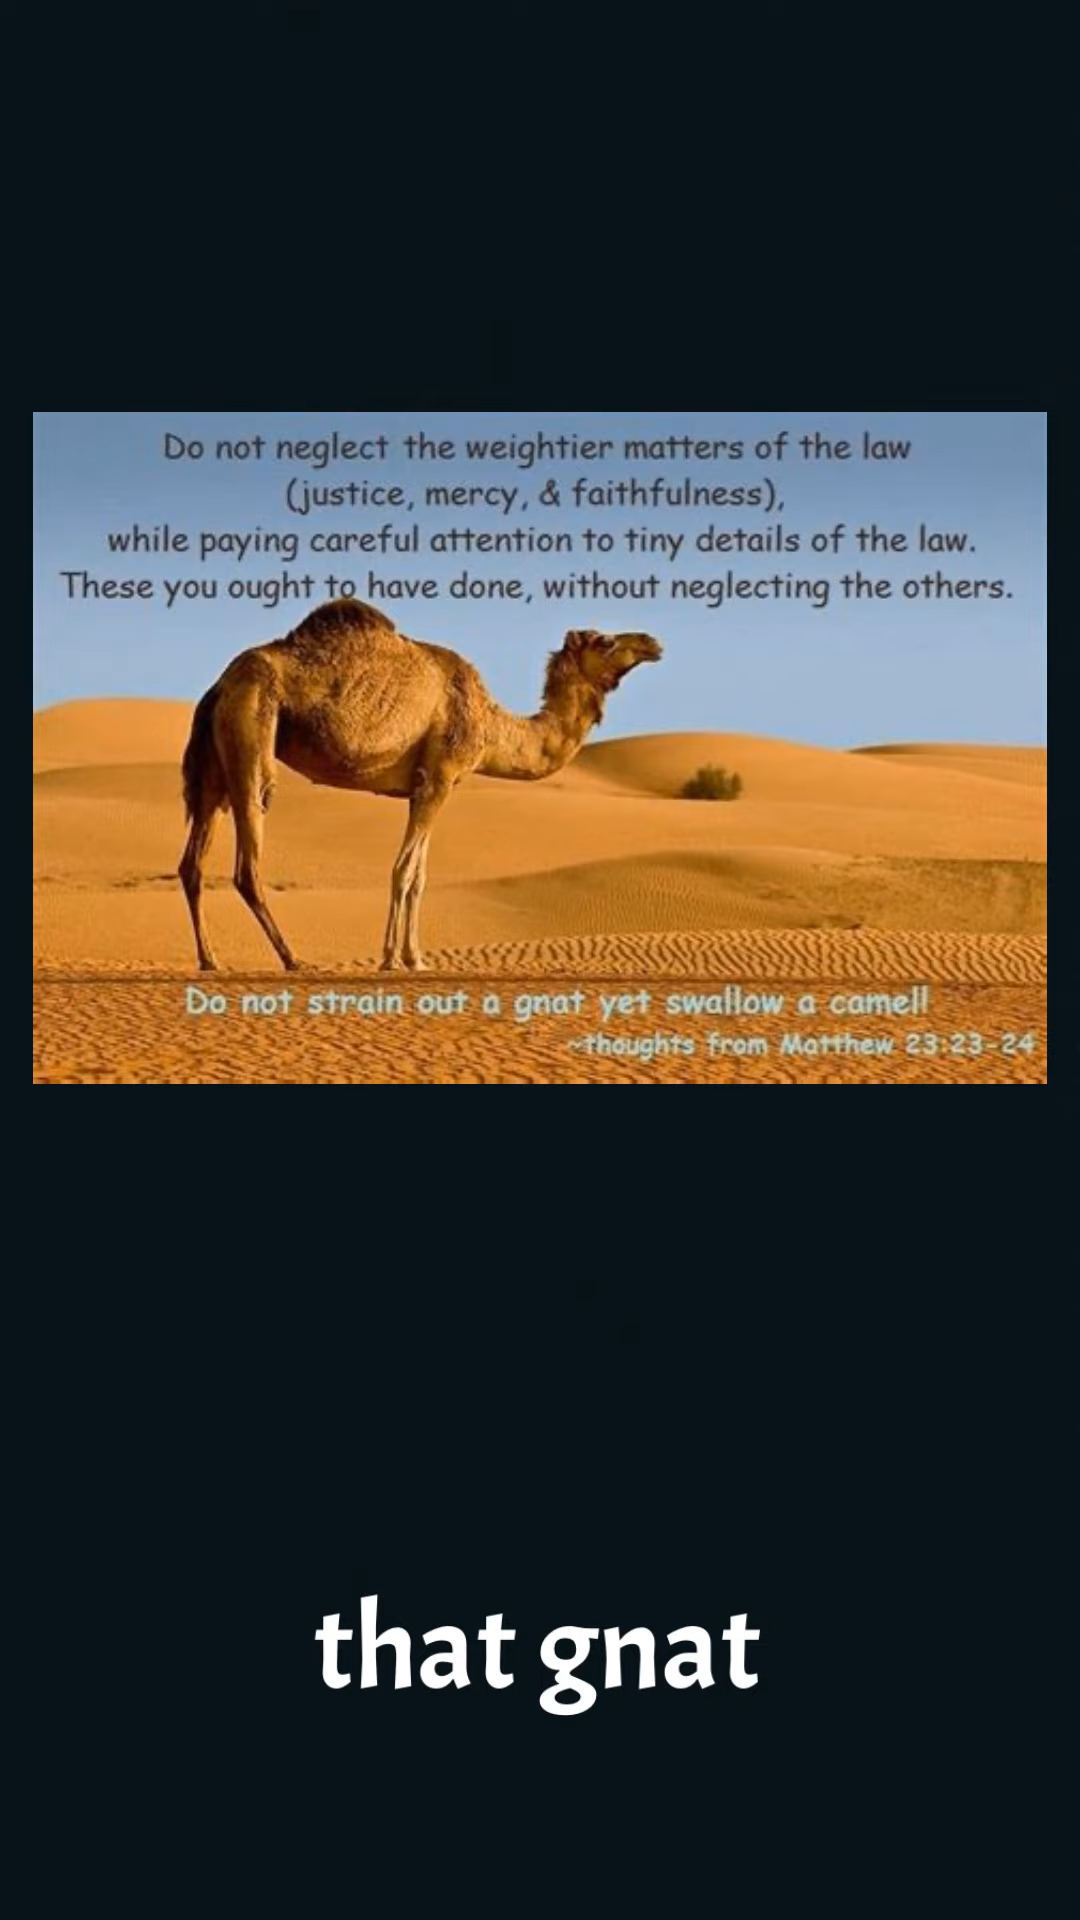 Do not neglect the weightier matters of the law
(justice, mercy, & faithfulness),
while paying careful attention to tiny details of the law.
These you ought to have done, without neglecting the others.
Do not strain out a gnat yet swallow a camel!
~thoughts from Matthew 23:23-24
that gnat